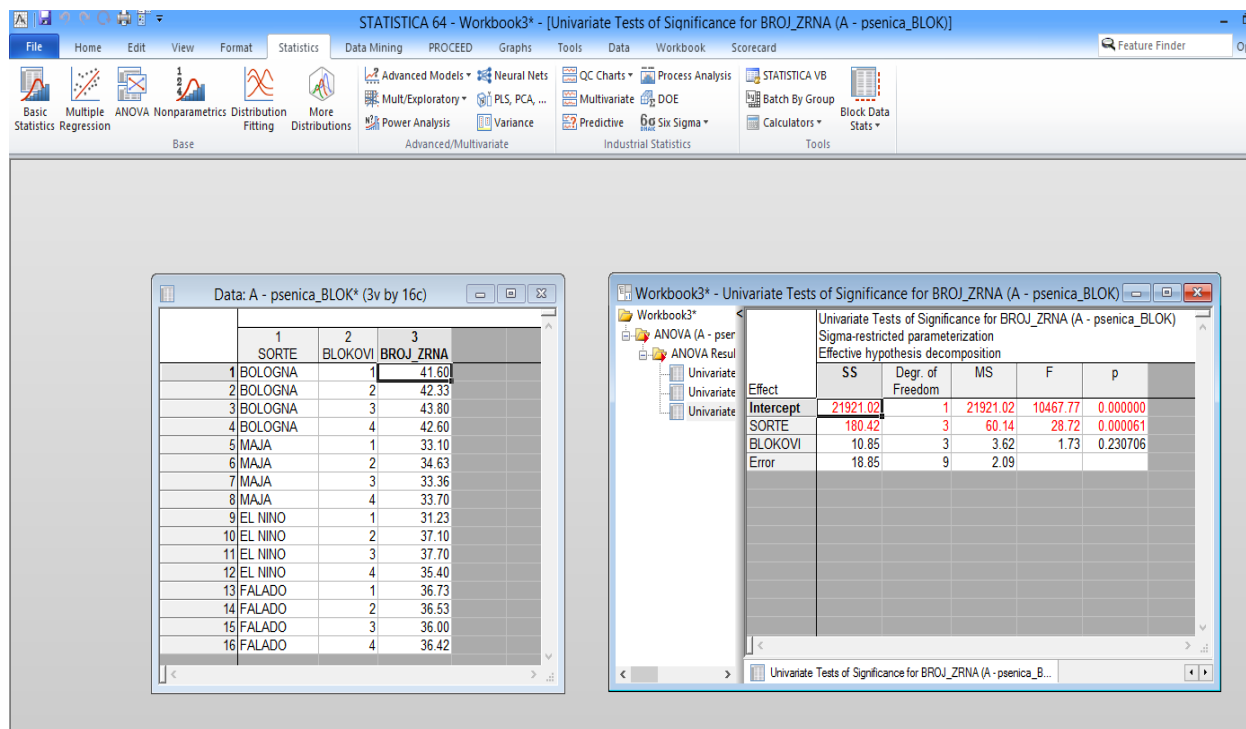 STATISTICA 64 - Workbook3* - [Univariate Tests of Significance for BROJ_ZRNA (A - psenica_BLOK)]
File Home Edit View Format Statistics Data Mining PROCEED Graphs Tools Data Workbook Scorecard Feature Finder
Basic Statistics Multiple Regression ANOVA Nonparametrics Distribution Fitting More Distributions
Base
Advanced Models Neural Nets
Mult/Exploratory PLS, PCA, ...
Power Analysis Variance
Advanced/Multivariate
QC Charts Process Analysis
Multivariate DOE
Predictive 6σ Six Sigma
Industrial Statistics
STATISTICA VB
Batch By Group
Calculators
Block Data Stats
Tools
Data: A - psenica_BLOK* (3v by 16c)
1 2 3
SORTE BLOKOVI BROJ_ZRNA
1 BOLOGNA 1 41.60
2 BOLOGNA 2 42.33
3 BOLOGNA 3 43.80
4 BOLOGNA 4 42.60
5 MAJA 1 33.10
6 MAJA 2 34.63
7 MAJA 3 33.36
8 MAJA 4 33.70
9 EL NINO 1 31.23
10 EL NINO 2 37.10
11 EL NINO 3 37.70
12 EL NINO 4 35.40
13 FALADO 1 36.73
14 FALADO 2 36.53
15 FALADO 3 36.00
16 FALADO 4 36.42
Workbook3* - Univariate Tests of Significance for BROJ_ZRNA (A - psenica_BLOK)
Workbook3*
ANOVA (A - pser
ANOVA Resul
Univariate
Univariate
Univariate
Univariate Tests of Significance for BROJ_ZRNA (A - psenica_BLOK)
Sigma-restricted parameterization
Effective hypothesis decomposition
Effect SS Degr. of Freedom MS F p
Intercept 21921.02 1 21921.02 10467.77 0.000000
SORTE 180.42 3 60.14 28.72 0.000061
BLOKOVI 10.85 3 3.62 1.73 0.230706
Error 18.85 9 2.09
Univariate Tests of Significance for BROJ_ZRNA (A - psenica_B...